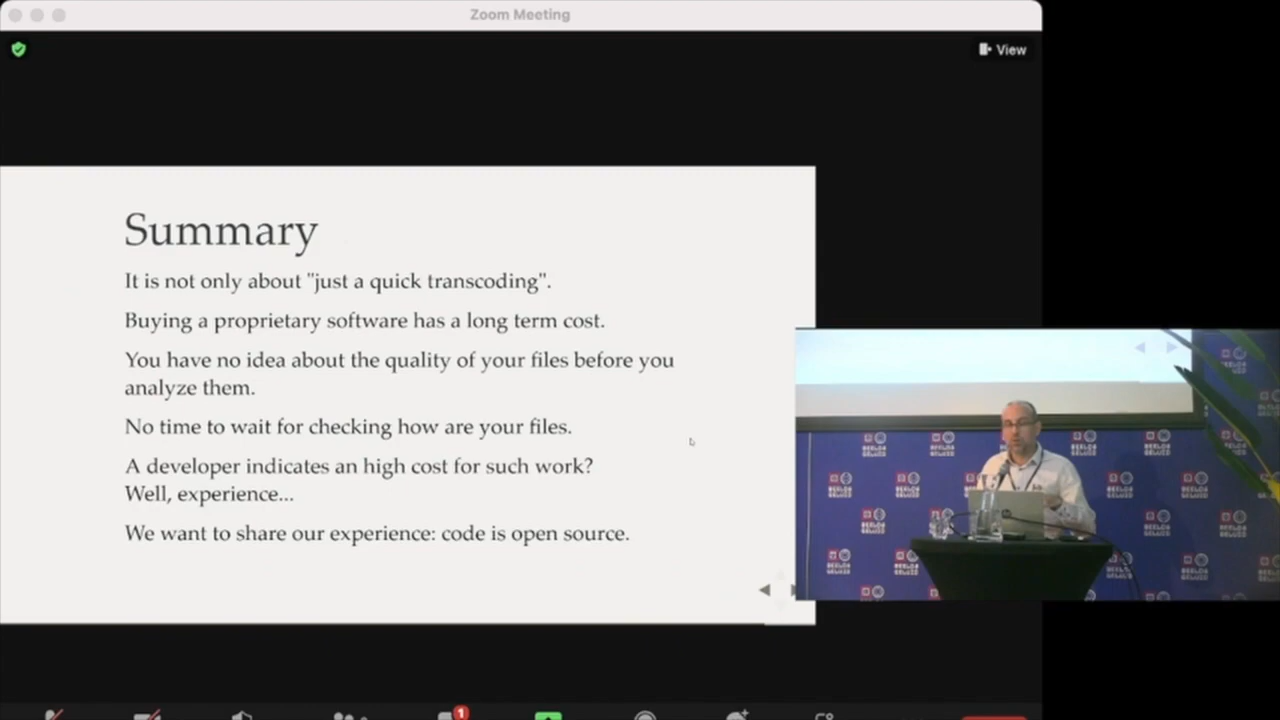 Zoom Meeting
View
Summary
It is not only about "just a quick transcoding".
Buying a proprietary software has a long term cost.
You have no idea about the quality of your files before you
analyze them.
No time to wait for checking how are your files.
A developer indicates an high cost for such work?
Well, experience...
We want to share our experience: code is open source.
1